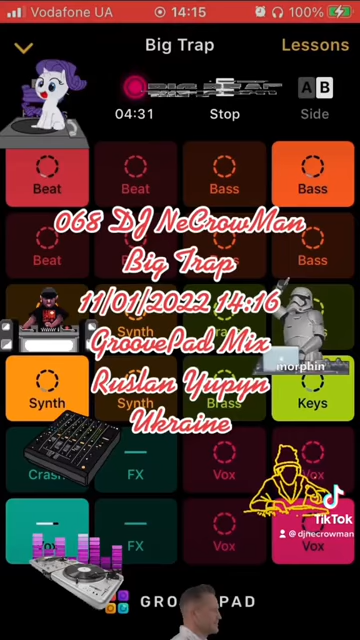 Vodafone UA
14:15
100%
Big Trap
Lessons
04:31
Stop
A B
Side
Beat
Beat
Bass
Bass
Beat
Bass
068 DJ NeCrowMan
Big Trap
11/01/2022 14:16
GroovePad Mix
Ruslan Yupyn
Ukraine
Synth
morphin
Synth
Synth
Brass
Keys
Crash
FX
Vox
Vox
TikTok
@djnecrowman
FX
Vox
Vox